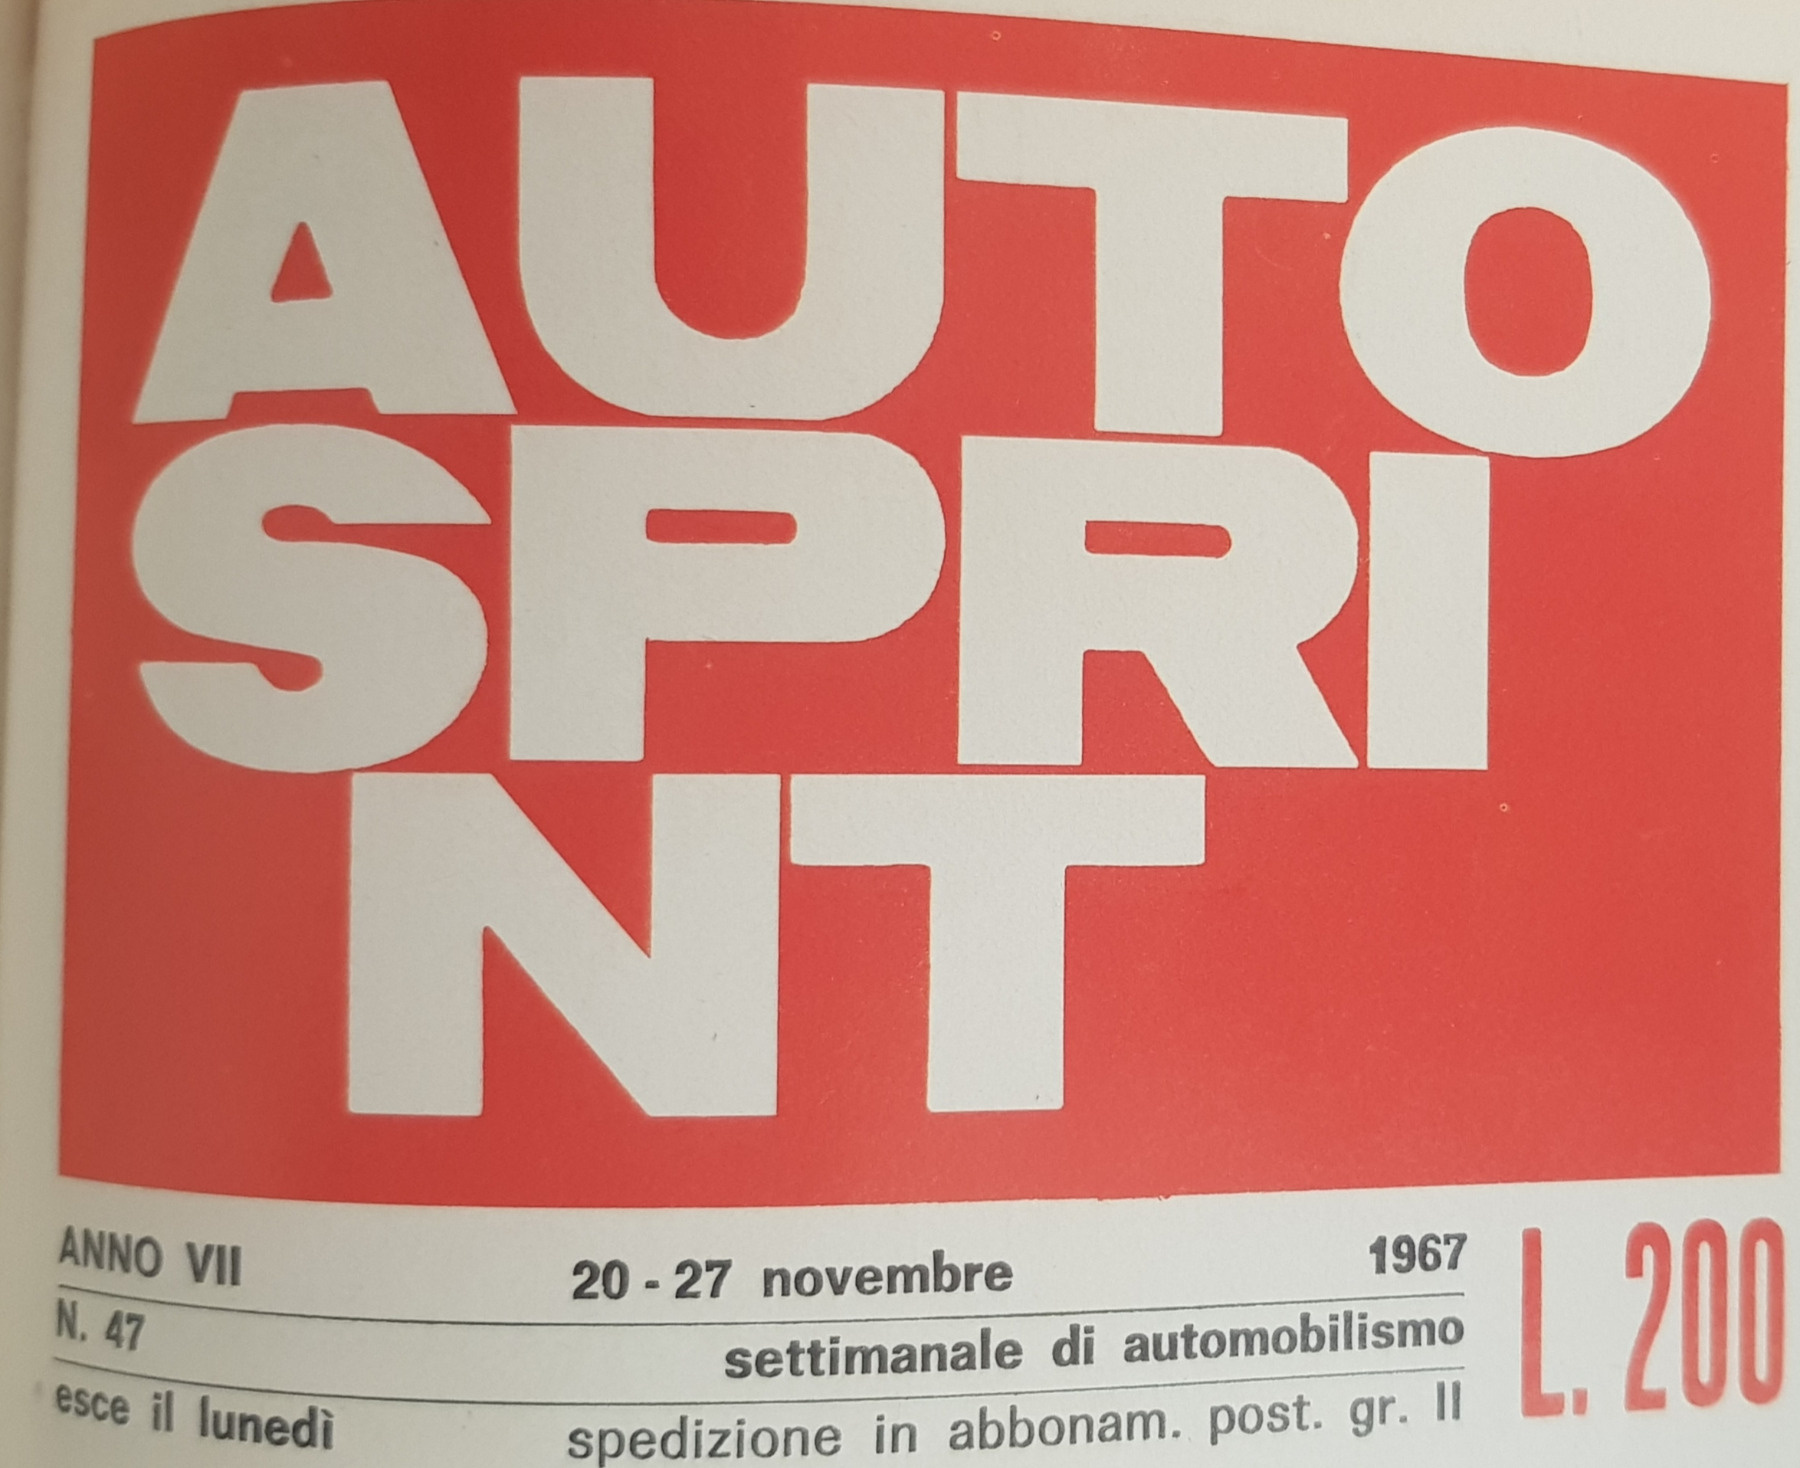 AUTO
SPRI
NT
ANNO VII 20 - 27 novembre 1967
N. 47 settimanale di automobilismo
esce il lunedì spedizione in abbonam. post. gr. II
L. 200